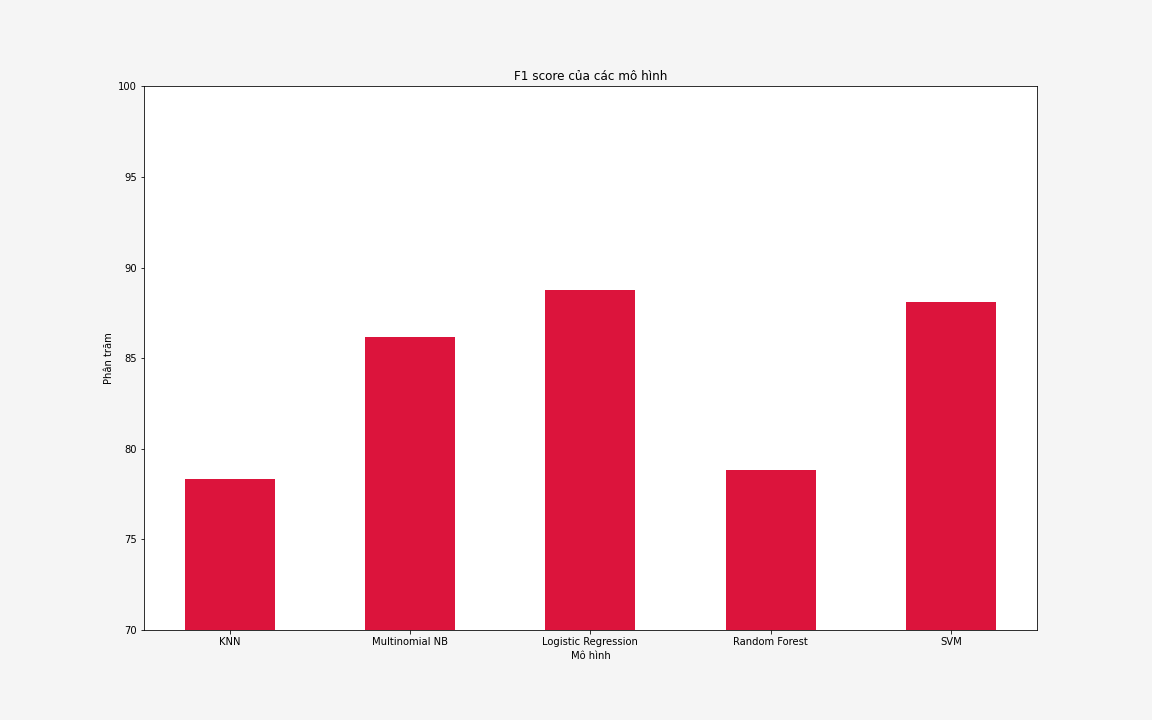 F1 score của các mô hình
100
95
90
85
80
75
70
Phần trăm
KNN
Multinomial NB
Logistic Regression
Random Forest
SVM
Mô hình